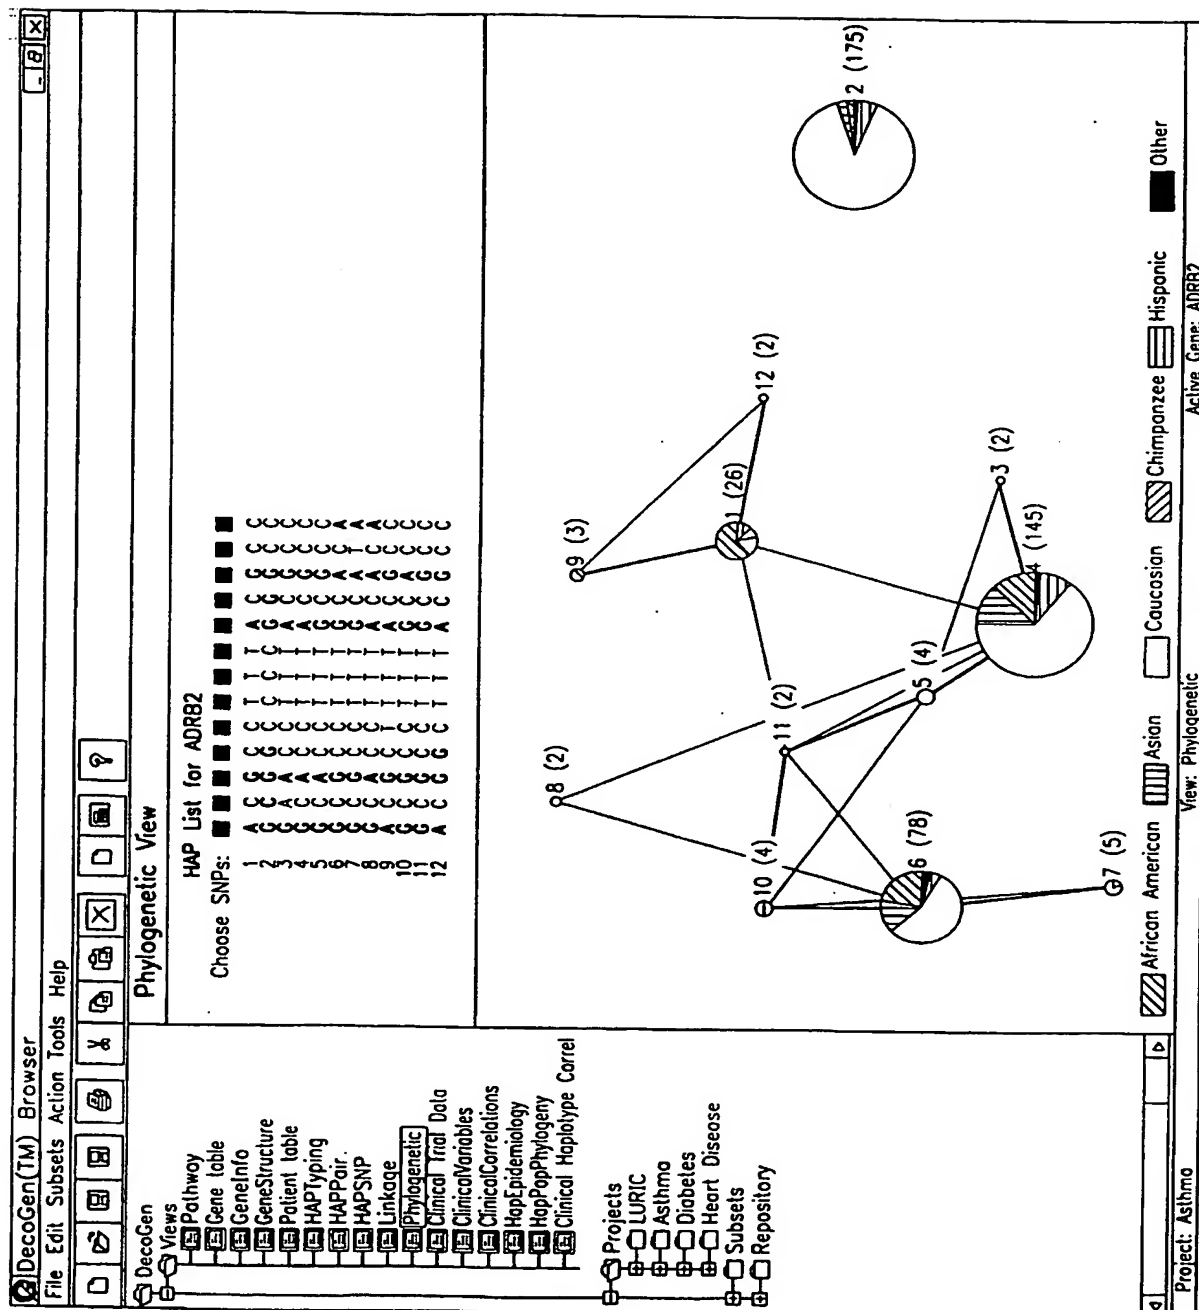 DecoGen(TM) Browser
File Edit Subsets Action Tools Help
?
DecoGen
Views
Pathway
Gene table
GeneInfo
GeneStructure
Patient table
HAPTyping
HAPPair.
HAPSNP
Linkage
Phylogenetic
Clinical Trial Data
ClinicalVariables
ClinicalCorrelations
HapEpidemiology
HapPopPhylogeny
Clinical Haplotype Correl
Projects
LURIC
Asthma
Diabetes
Heart Disease
Subsets
Repository
Phylogenetic View
HAP List for ADRB2
Choose SNPs:
1 A C G C C T T T A C G C C
2 G C G G C C C C G G G C C
3 G A A C C T T T A C G C C
4 G C A C C T T T A C G C C
5 G C A C C T T T G C G C C
6 G C G C C T T T G C A C A
7 G C G C C T T T G C A T A
8 G C A C C T T T A C A C A
9 A C G C T T T T A C G C C
10 G C G C C T T T G C A C C
11 G C G C C T T T G C G C C
12 A C G G C T T T A C G C C
8 (2)
9 (3)
10 (4)
11 (2)
1 (26)
12 (2)
2 (175)
6 (78)
5 (4)
3 (2)
4 (145)
7 (5)
African American Asian Caucasian Chimpanzee Hispanic Other
Project: Asthma View: Phylogenetic Active Gene: ADRB2